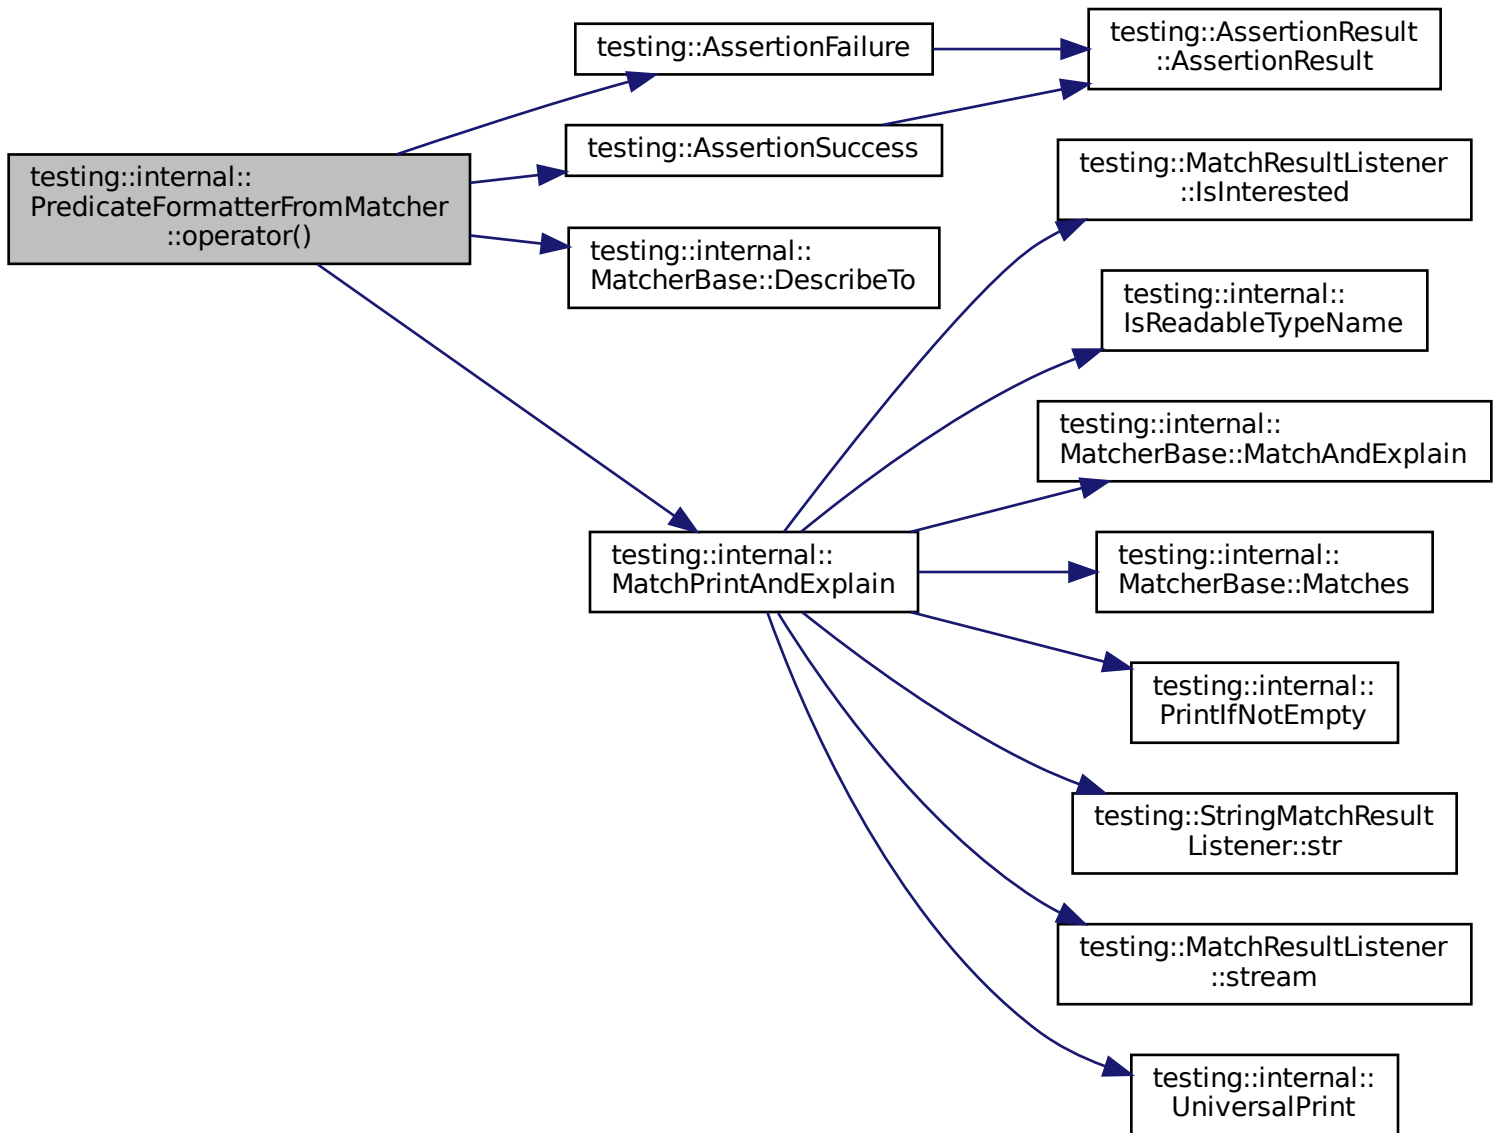 testing::internal::
PredicateFormatterFromMatcher
::operator()
testing::AssertionFailure
testing::AssertionSuccess
testing::internal::
MatcherBase::DescribeTo
testing::internal::
MatchPrintAndExplain
testing::AssertionResult
::AssertionResult
testing::MatchResultListener
::IsInterested
testing::internal::
IsReadableTypeName
testing::internal::
MatcherBase::MatchAndExplain
testing::internal::
MatcherBase::Matches
testing::internal::
PrintIfNotEmpty
testing::StringMatchResult
Listener::str
testing::MatchResultListener
::stream
testing::internal::
UniversalPrint